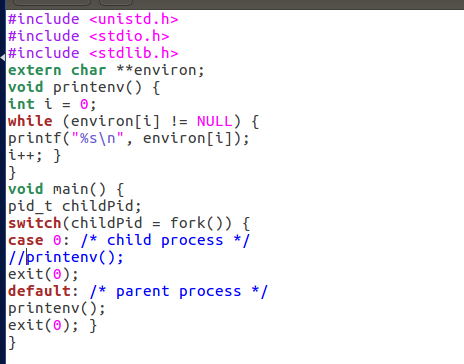 #include <unistd.h>
#include <stdio.h>
#include <stdlib.h>
extern char **environ;
void printenv() {
int i = 0;
while (environ[i] != NULL) {
printf("%s\n", environ[i]);
i++; }
}
void main() {
pid_t childPid;
switch(childPid = fork()) {
case 0: /* child process */
//printenv();
exit(0);
default: /* parent process */
printenv();
exit(0); }
}